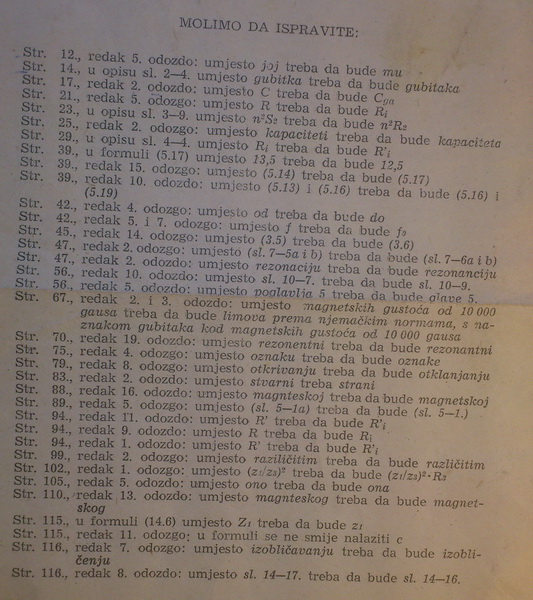 MOLIMO DA ISPRAVITE:
Str. 12., redak 5. odozdo: umjesto joj treba da bude mu
Str. 14., u opisu sl. 2—4. umjesto gubitka treba da bude gubitaka
Str. 17., redak 2. odozdo: umjesto C treba da bude Cga
Str. 21., redak 5. odozdo: umjesto R treba da bude Ri
Str. 23., u opisu sl. 3—9. umjesto n²S₂ treba da bude n²R₂
Str. 25., redak 2. odozgo: umjesto kapaciteti treba da bude kapaciteta
Str. 29., u opisu sl. 4—4. umjesto Ri treba da bude R'i
Str. 39., u formuli (5.17) umjesto 13,5 treba da bude 12,5
Str. 39., redak 15. odozdo: umjesto (5.14) treba da bude (5.17)
Str. 39., redak 10. odozdo: umjesto (5.13) i (5.16) treba da bude (5.16) i
(5.19)
Str. 42., redak 4. odozgo: umjesto od treba da bude do
Str. 42., redak 5. i 7. odozgo: umjesto f treba da bude f₀
Str. 45., redak 14. odozgo: umjesto (3.5) treba da bude (3.6)
Str. 47., redak 2. odozgo: umjesto (sl. 7—5a i b) treba da bude (sl. 7—6a i b)
Str. 47., redak 2. odozdo: umjesto rezonaciju treba da bude rezonanciju
Str. 56., redak 10. odozdo: umjesto sl. 10—7. treba da bude sl. 10—9.
Str. 56., redak 5. odozdo: umjesto poglavlja 5 treba da bude glave 5.
Str. 67., redak 2. i 3. odozdo: umjesto magnetskih gustoća od 10 000
gausa treba da bude limova prema njemačkim normama, s na-
znakom gubitaka kod magnetskih gustoća od 10 000 gausa
Str. 70., redak 19. odozdo: umjesto rezonentni treba da bude rezonantni
Str. 75., redak 4. odozgo: umjesto oznaku treba da bude oznake
Str. 79., redak 8. odozgo: umjesto otkrivanju treba da bude otklanjanju
Str. 83., redak 2. odozdo: umjesto stvarni treba strani
Str. 88., redak 16. odozdo: umjesto magnteskoj treba da bude magnetskoj
Str. 89., redak 5. odozdo: umjesto (sl. 5—1a) treba da bude (sl. 5—1.)
Str. 94., redak 11. odozdo: umjesto R' treba da bude R'i
Str. 94., redak 9. odozdo: umjesto R treba da bude Ri
Str. 94., redak 1. odozdo: umjesto R' treba da bude R'i
Str. 99., redak 2. odozgo: umjesto raziličitim treba da bude različitim
Str. 102., redak 1. odozgo: umjesto (z₁/z₂)² treba da bude (z₁/z₂)²·R₂
Str. 105., redak 5. odozdo: umjesto ono treba da bude ona
Str. 110., redak 13. odozdo: umjesto magnteskog treba da bude magnet-
skog
Str. 115., u formuli (14.6) umjesto Z₁ treba da bude z₁
Str. 115., redak 11. odozgo: u formuli se ne smije nalaziti c
Str. 116., redak 7. odozgo: umjesto izobličavanju treba da bude izobli-
čenju
Str. 116., redak 8. odozdo: umjesto sl. 14—17. treba da bude sl. 14—16.